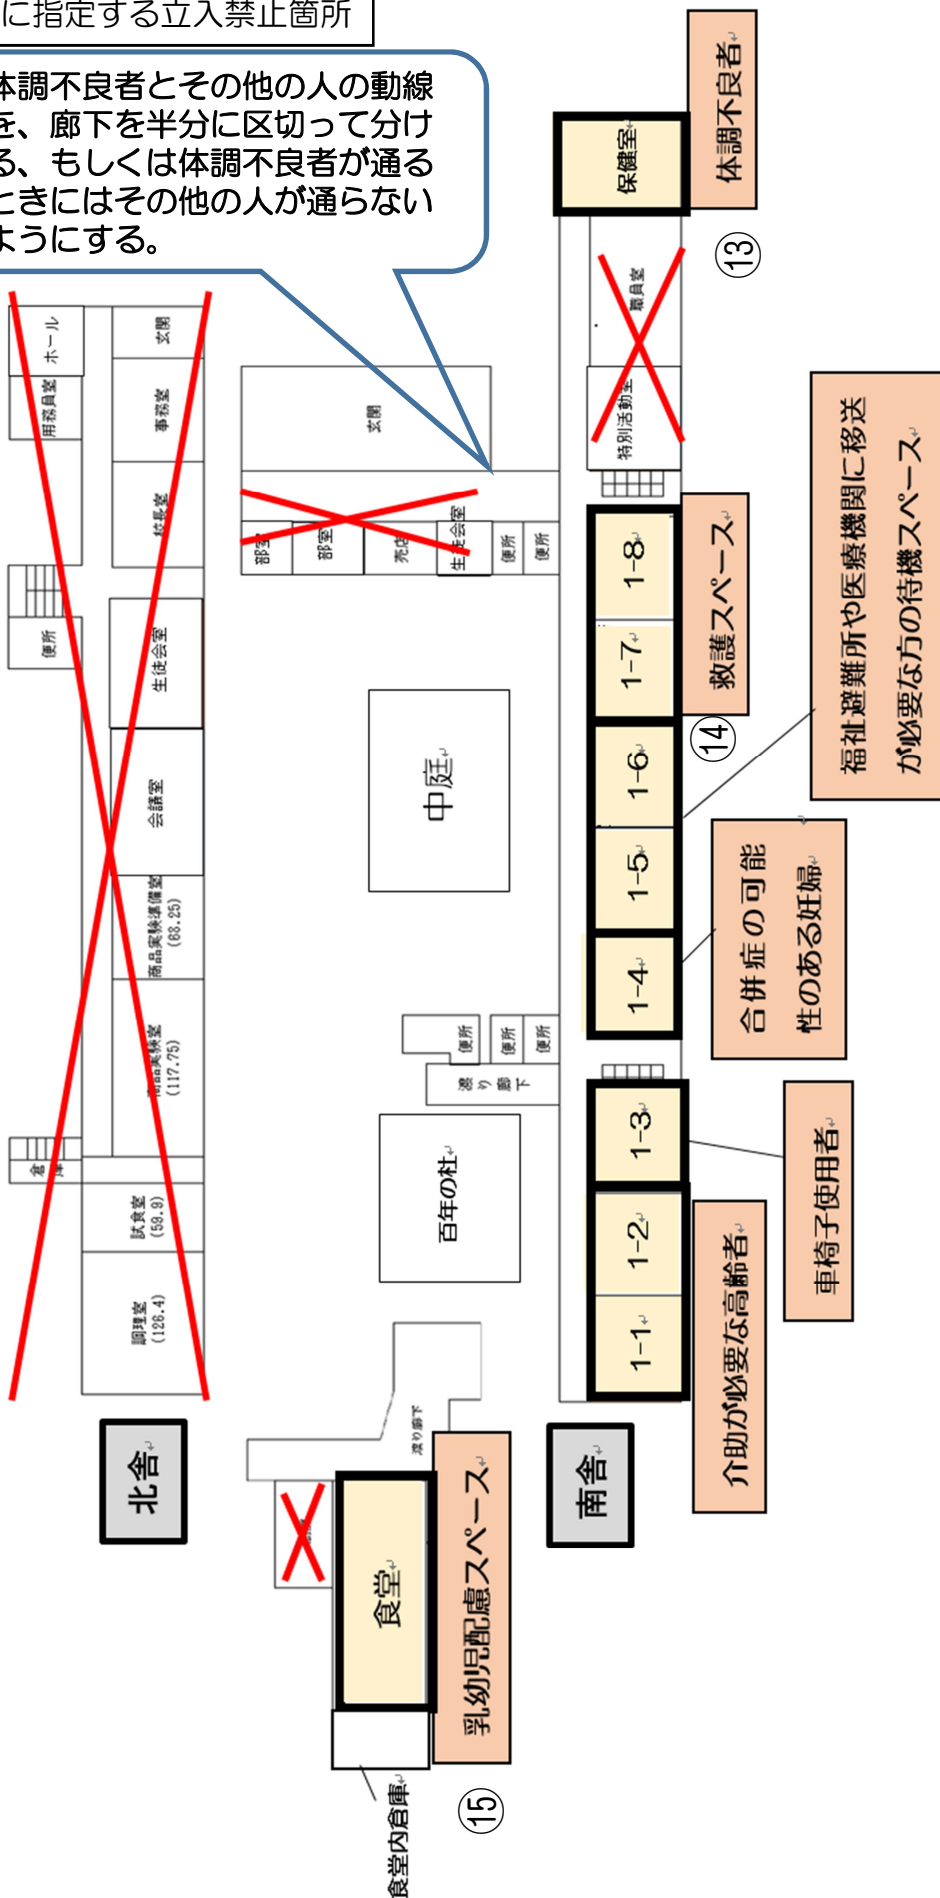 に指定する立入禁止箇所
体調不良者とその他の人の動線
を、廊下を半分に区切って分け
る、もしくは体調不良者が通る
ときにはその他の人が通らない
ようにする。
北舎
調理室
(126.4)
試食室
(59.9)
倉庫
商品実験室
(117.75)
商品実験準備室
(68.25)
会議室
生徒会室
便所
校長室
事務室
用務員室
ホール
玄関
食堂内倉庫
食堂
乳幼児配慮スペース
⑮
渡り廊下
百年の杜
渡り廊下
便所
便所
便所
中庭
部室
部室
売店
生徒会室
便所
便所
玄関
南舎
1-1
1-2
1-3
1-4
1-5
1-6
1-7
1-8
特別活動室
職員室
保健室
介助が必要な高齢者
車椅子使用者
合併症の可能
性のある妊婦
福祉避難所や医療機関に移送
が必要な方の待機スペース
⑭
救護スペース
⑬
体調不良者